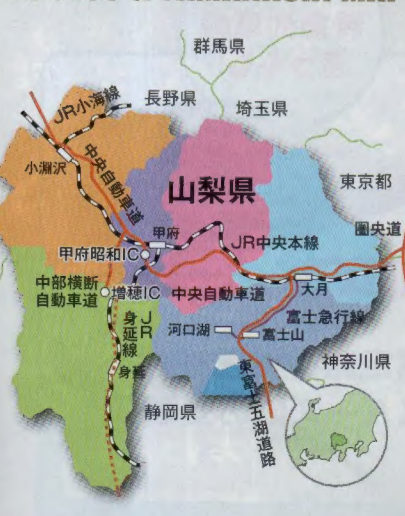 群馬県
長野県
埼玉県
JR小海線
小淵沢
中央自動車道
山梨県
東京都
甲府
JR中央本線
圏央道
甲府昭和IC
中部横断
自動車道
増穂IC
中央自動車道
大月
JR
身延線
河口湖
富士急行線
富士山
身延
神奈川県
静岡県
東富士五湖道路